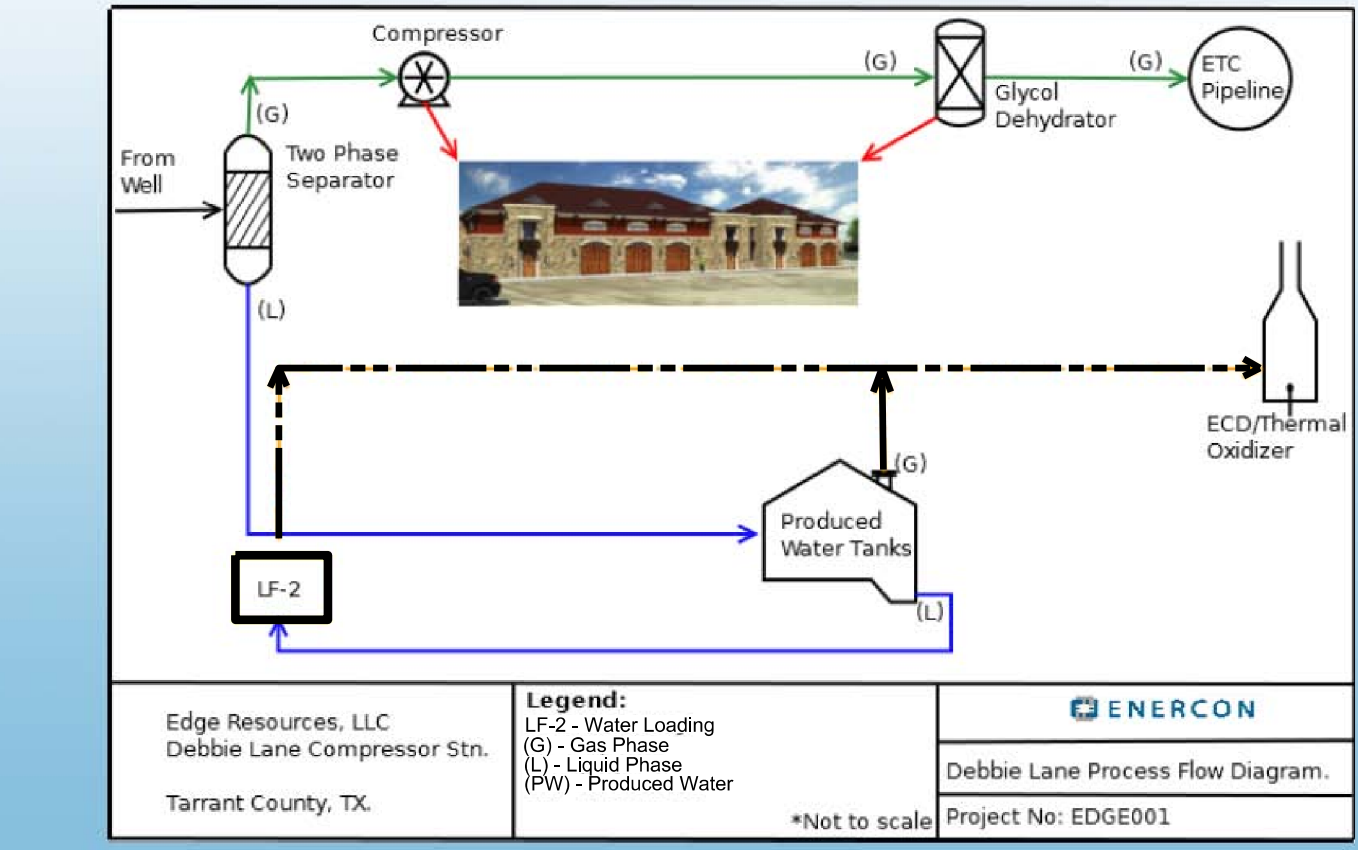 Compressor
(G)
(G)
ETC
Pipeline
Glycol
Dehydrator
(G)
From
Well
Two Phase
Separator
(L)
ECD/Thermal
Oxidizer
(G)
Produced
Water Tanks
LF-2
(L)
Edge Resources, LLC
Debbie Lane Compressor Stn.
Tarrant County, TX.
Legend:
LF-2 - Water Loading
(G) - Gas Phase
(L) - Liquid Phase
(PW) - Produced Water
*Not to scale
ENERCON
Debbie Lane Process Flow Diagram.
Project No: EDGE001